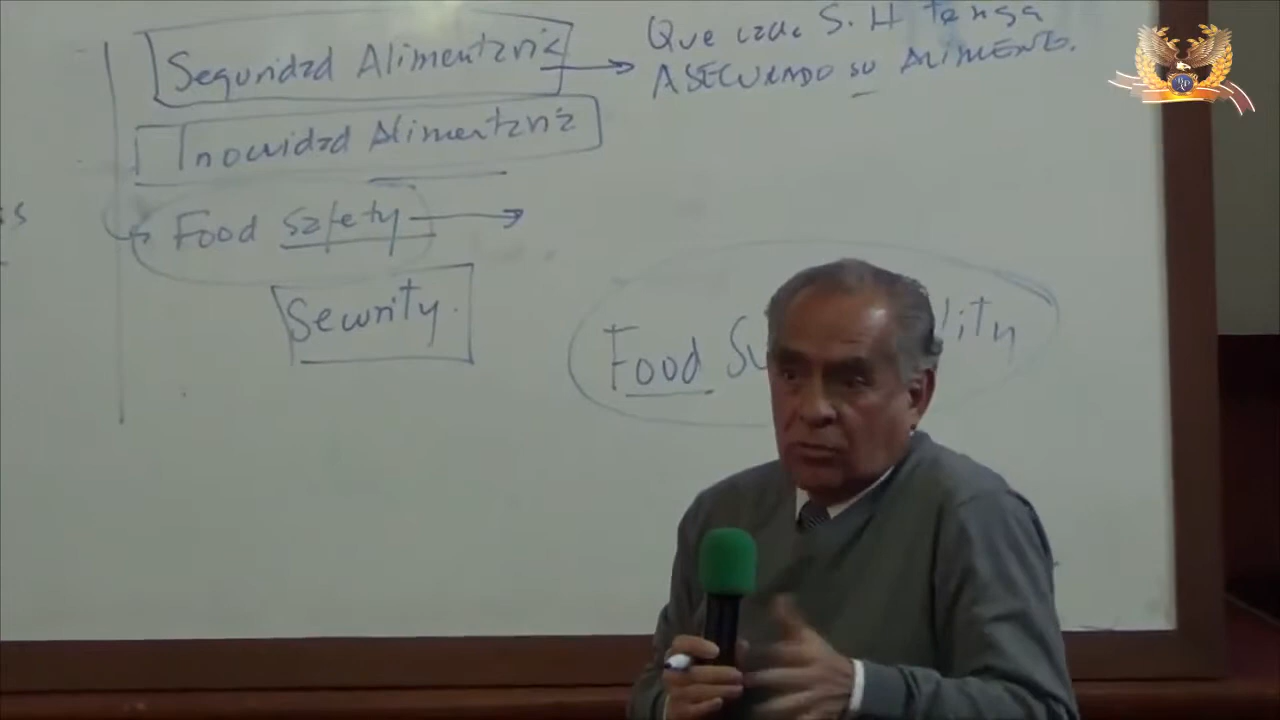 Seguridad Alimentaria
Que cada S. H tenga
ASEGURADO su ALIMENTO.
Inocuidad Alimentaria
Food safety
Security.
Food